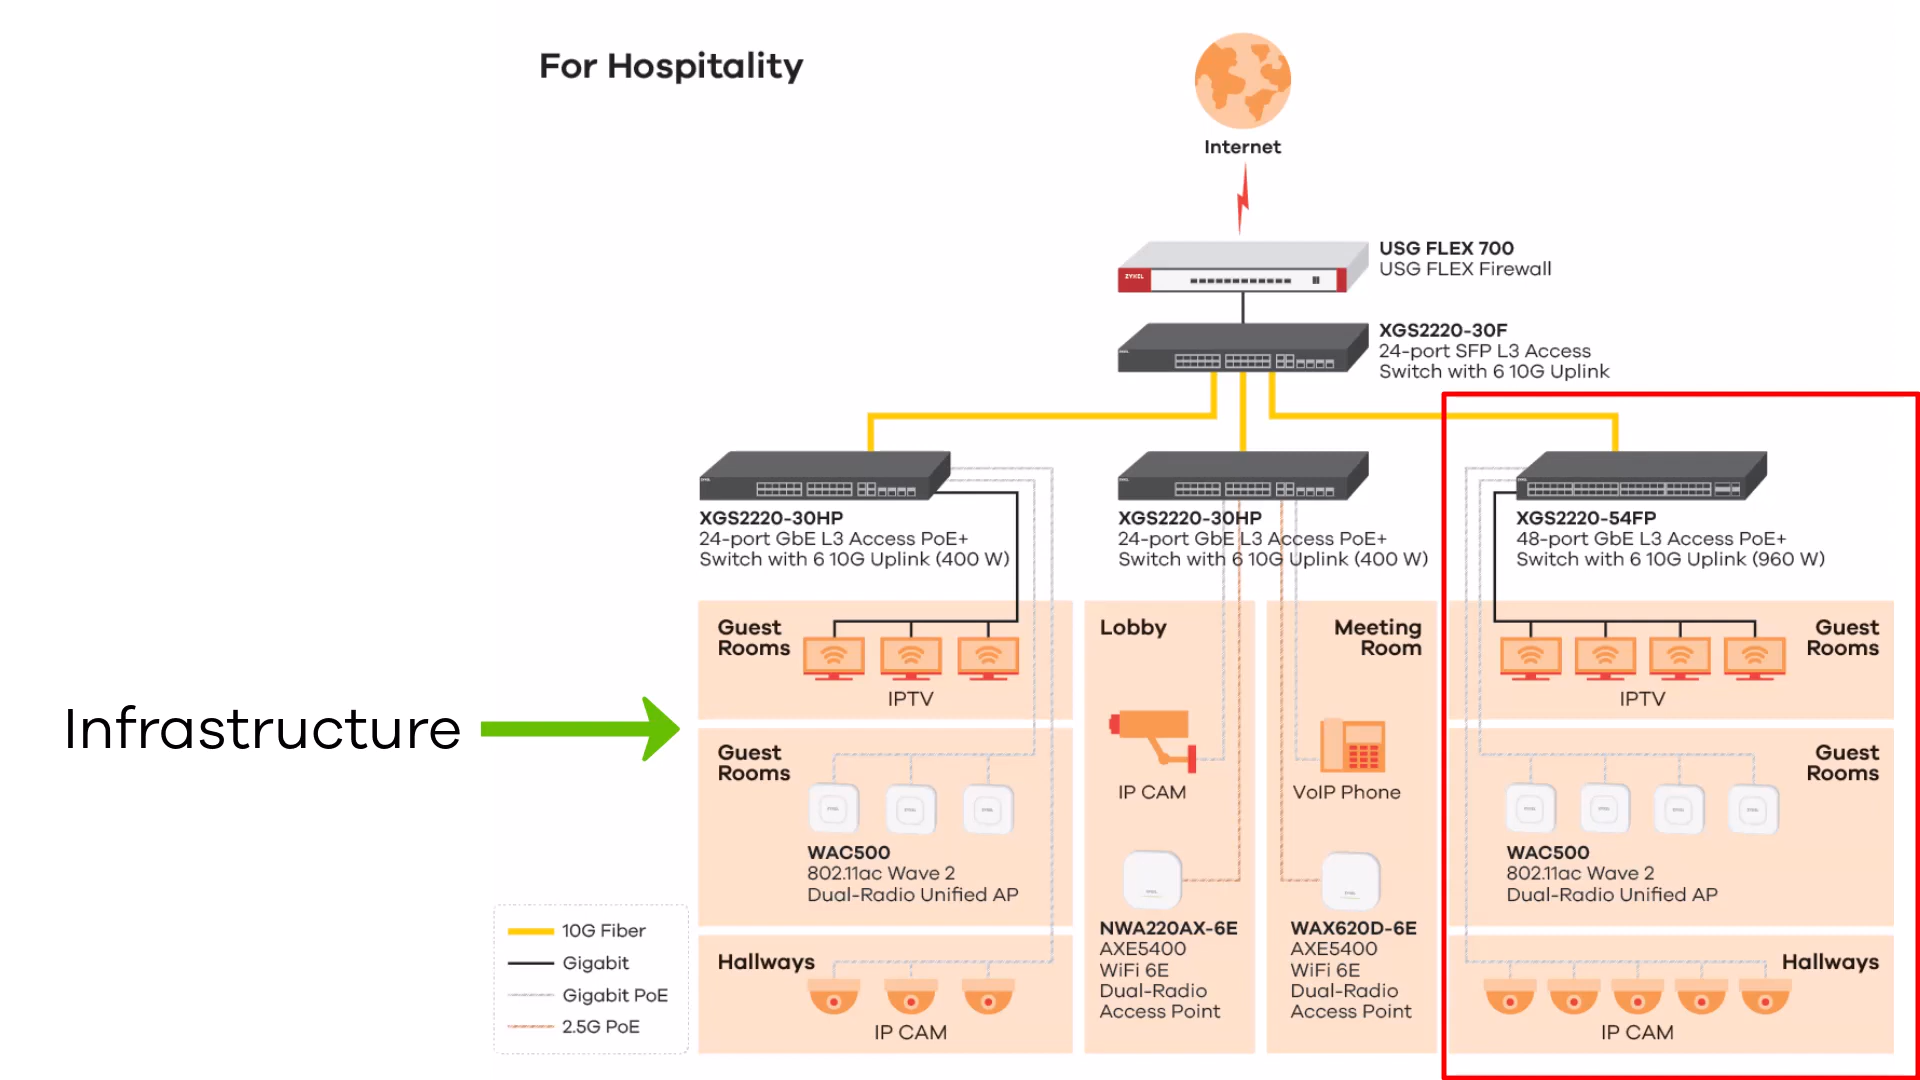 For Hospitality
Internet
ZYXEL
USG FLEX 700
USG FLEX Firewall
XGS2220-30F
24-port SFP L3 Access
Switch with 6 10G Uplink
XGS2220-30HP
24-port GbE L3 Access PoE+
Switch with 6 10G Uplink (400 W)
XGS2220-30HP
24-port GbE L3 Access PoE+
Switch with 6 10G Uplink (400 W)
XGS2220-54FP
48-port GbE L3 Access PoE+
Switch with 6 10G Uplink (960 W)
Infrastructure
Guest
Rooms
IPTV
Guest
Rooms
WAC500
802.11ac Wave 2
Dual-Radio Unified AP
Hallways
IP CAM
Lobby
IP CAM
NWA220AX-6E
AXE5400
WiFi 6E
Dual-Radio
Access Point
Meeting
Room
VoIP Phone
WAX620D-6E
AXE5400
WiFi 6E
Dual-Radio
Access Point
Guest
Rooms
IPTV
Guest
Rooms
WAC500
802.11ac Wave 2
Dual-Radio Unified AP
Hallways
IP CAM
10G Fiber
Gigabit
Gigabit PoE
2.5G PoE